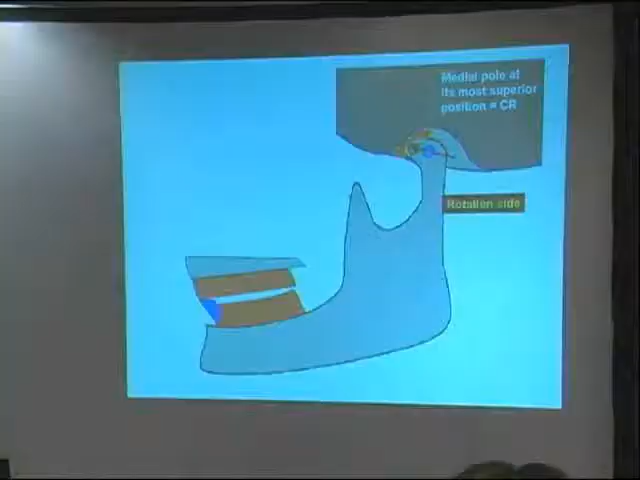 Medial pole at
its most superior
position = CR
Rotation side